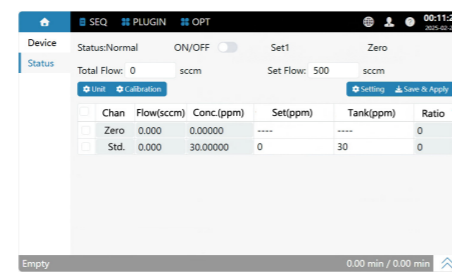 SEQ PLUGIN OPT 00:11:2
2025-02-2
Device
Status
Status:Normal ON/OFF Set1 Zero
Total Flow: 0 sccm Set Flow: 500 sccm
Unit Calibration Setting Save & Apply
Chan Flow(sccm) Conc.(ppm) Set(ppm) Tank(ppm) Ratio
Zero 0.000 0.00000 ---- ---- 0
Std. 0.000 30.00000 0 30 0
Empty 0.00 min / 0.00 min